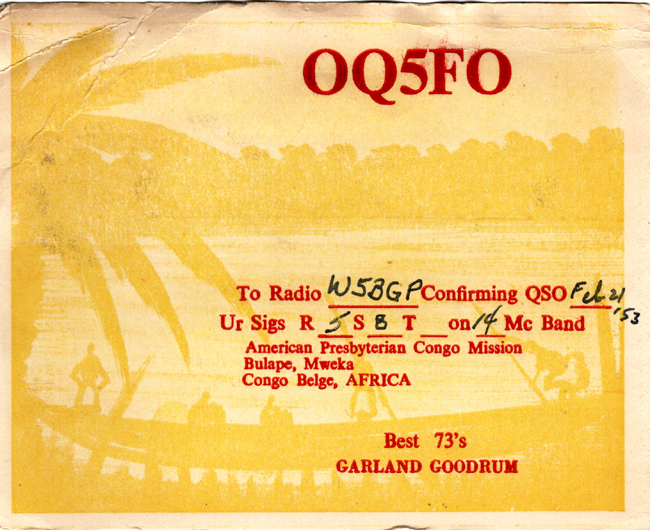 OQ5FO
To Radio W5BGP Confirming QSO Feb 21 '53
Ur Sigs R 5 S 8 T __ on 14 Mc Band
American Presbyterian Congo Mission
Bulape, Mweka
Congo Belge, AFRICA
Best 73's
GARLAND GOODRUM